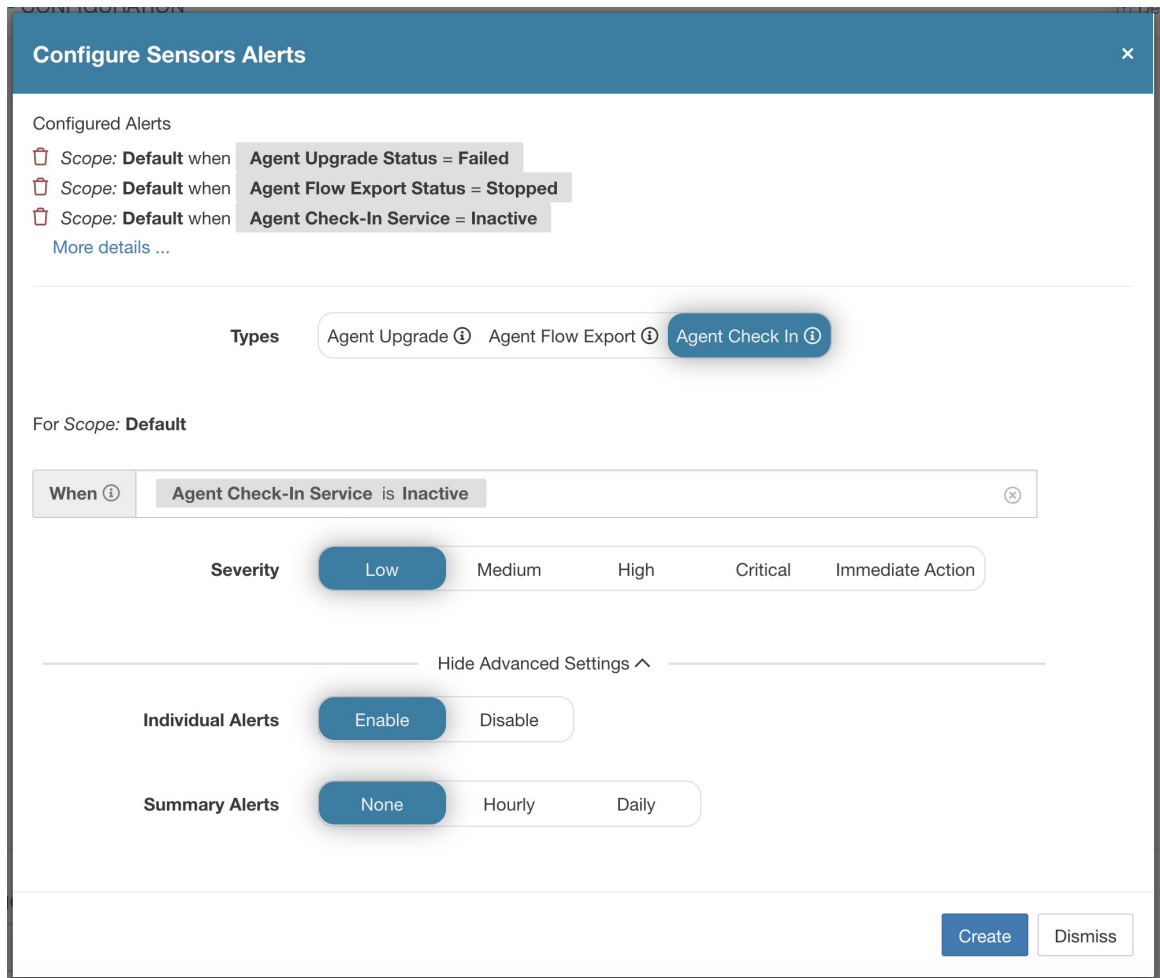 CONFIGURATION
Configure Sensors Alerts ×
Configured Alerts
Scope: Default when Agent Upgrade Status = Failed
Scope: Default when Agent Flow Export Status = Stopped
Scope: Default when Agent Check-In Service = Inactive
More details ...
Types Agent Upgrade Agent Flow Export Agent Check In
For Scope: Default
When Agent Check-In Service is Inactive
Severity Low Medium High Critical Immediate Action
Hide Advanced Settings
Individual Alerts Enable Disable
Summary Alerts None Hourly Daily
Create Dismiss